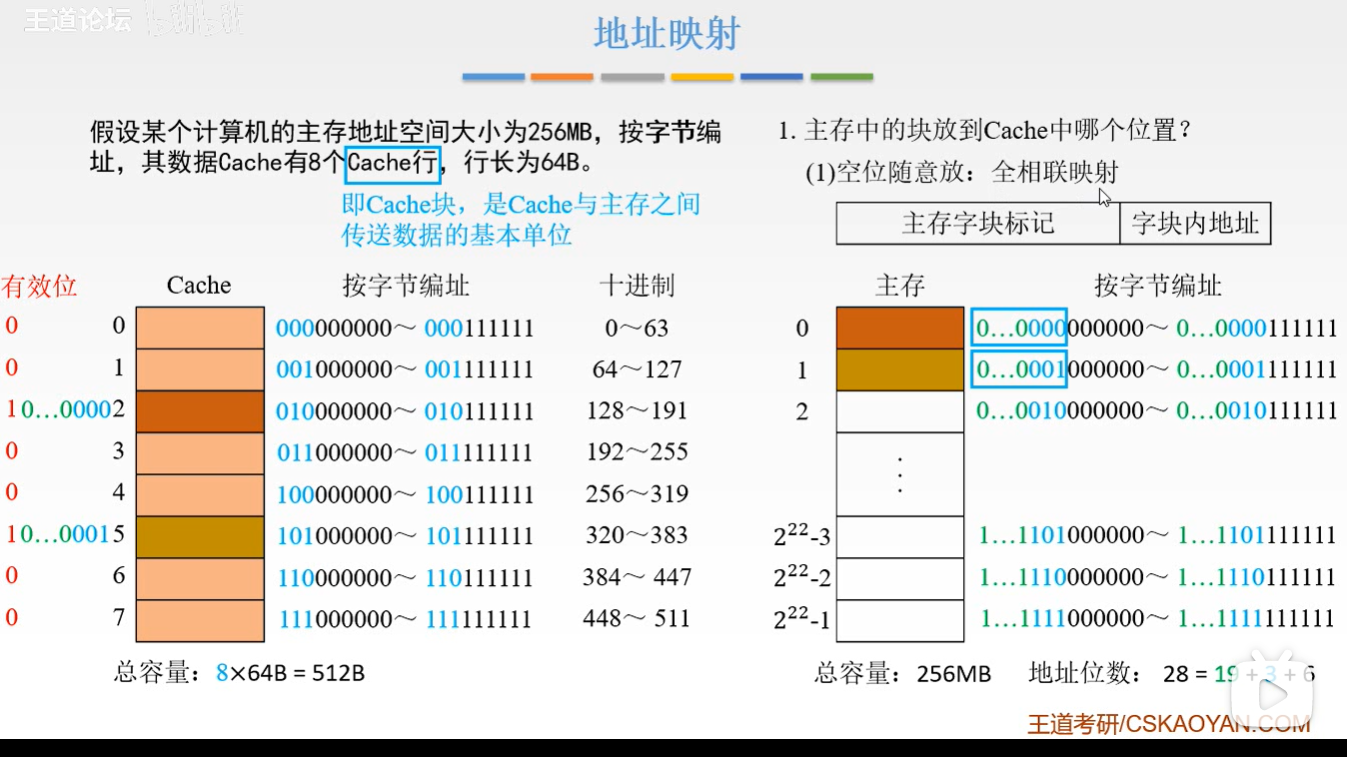 王道论坛
地址映射
假设某个计算机的主存地址空间大小为256MB，按字节编
址，其数据Cache有8个Cache行，行长为64B。
即Cache块，是Cache与主存之间
传送数据的基本单位
1. 主存中的块放到Cache中哪个位置？
(1)空位随意放：全相联映射
主存字块标记 字块内地址
有效位 Cache 按字节编址 十进制
0 0 000000000～ 000111111 0～63
0 1 001000000～ 001111111 64～127
1 0…0000 2 010000000～ 010111111 128～191
0 3 011000000～ 011111111 192～255
0 4 100000000～ 100111111 256～319
1 0…0001 5 101000000～ 101111111 320～383
0 6 110000000～ 110111111 384～ 447
0 7 111000000～ 111111111 448～ 511
总容量：8×64B = 512B
主存 按字节编址
0 0…0000000000～ 0…0000111111
1 0…0001000000～ 0…0001111111
2 0…0010000000～ 0…0010111111
⋮
2²²-3 1…1101000000～ 1…1101111111
2²²-2 1…1110000000～ 1…1110111111
2²²-1 1…1111000000～ 1…1111111111
总容量：256MB 地址位数： 28 = 19 + 3 + 6
王道考研/CSKAOYAN.COM